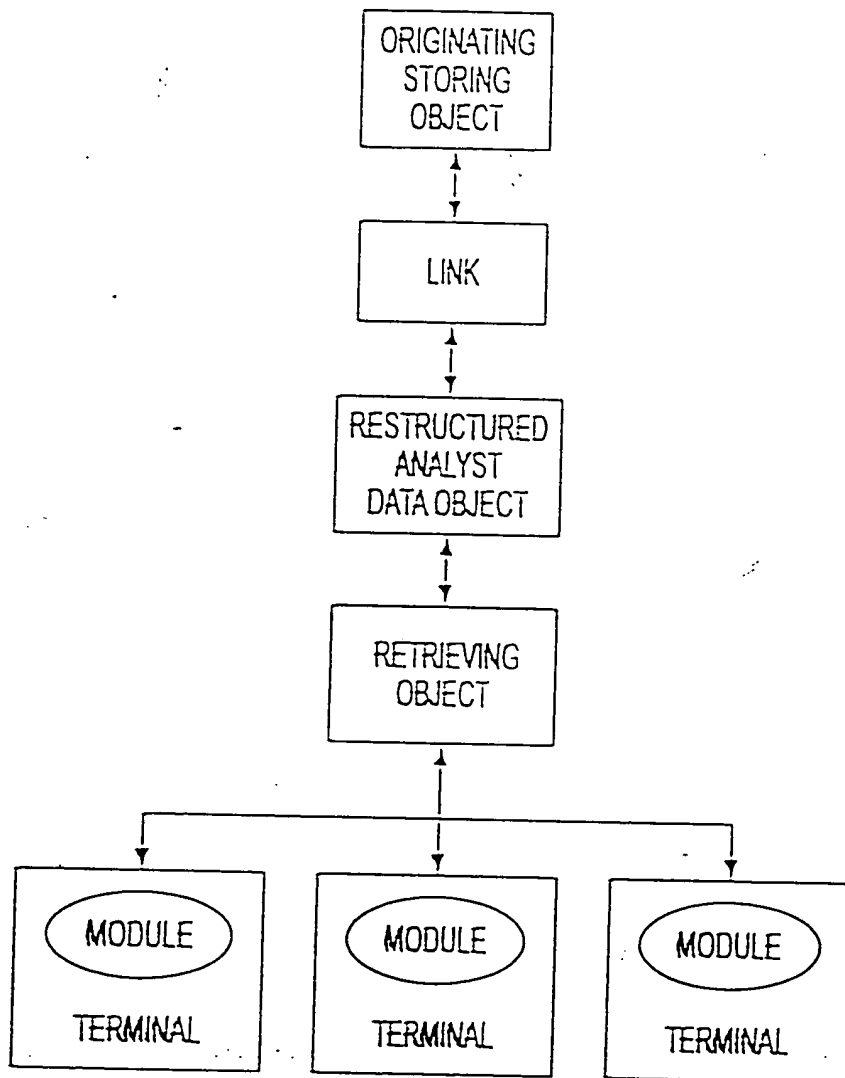 ORIGINATING
STORING
OBJECT
LINK
RESTRUCTURED
ANALYST
DATA OBJECT
RETRIEVING
OBJECT
MODULE
TERMINAL
MODULE
TERMINAL
MODULE
TERMINAL